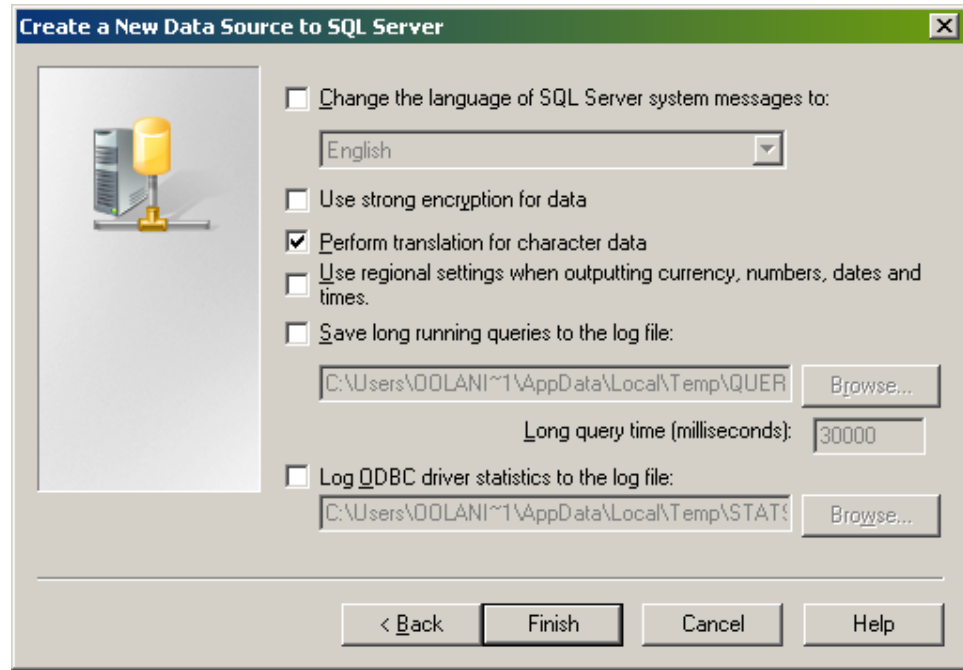 Create a New Data Source to SQL Server
Change the language of SQL Server system messages to:
English
Use strong encryption for data
Perform translation for character data
Use regional settings when outputting currency, numbers, dates and
times.
Save long running queries to the log file:
C:\Users\OOLANI~1\AppData\Local\Temp\QUER
Browse...
Long query time (milliseconds):
30000
Log ODBC driver statistics to the log file:
C:\Users\OOLANI~1\AppData\Local\Temp\STATS
Browse...
< Back
Finish
Cancel
Help